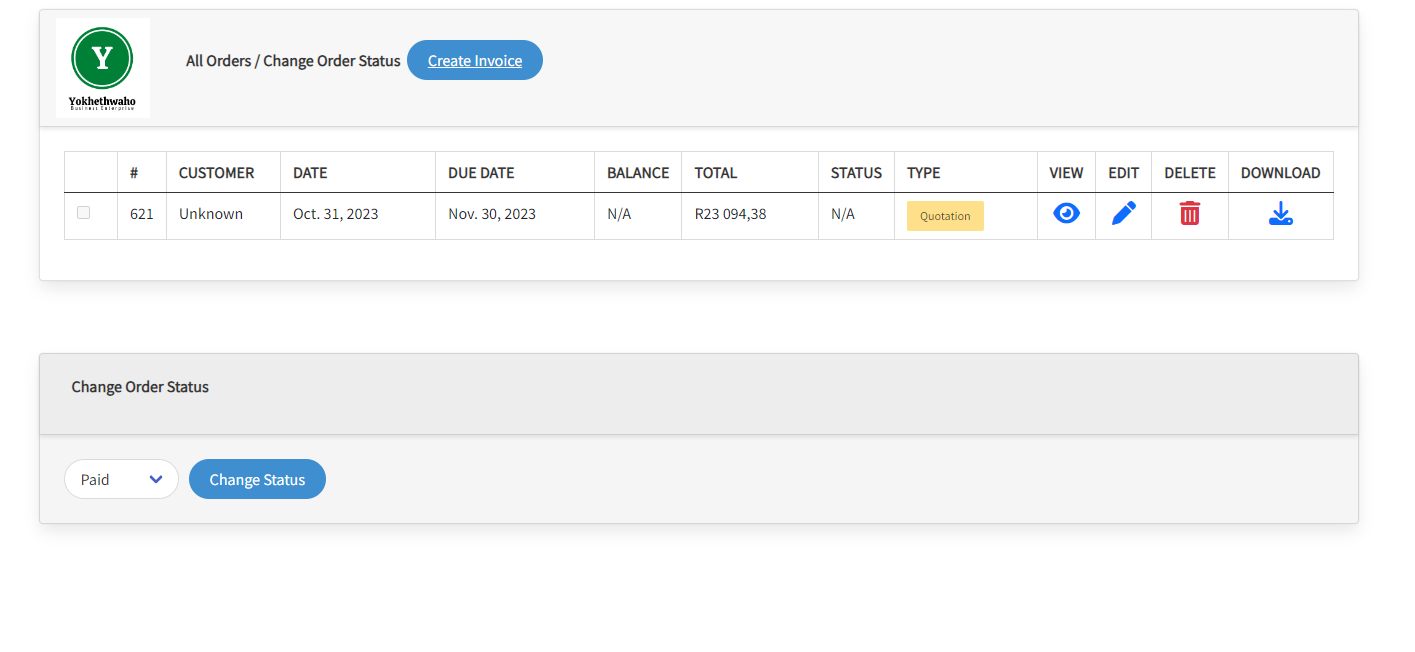 Y
Yokhethwaho
Business Enterprise
All Orders / Change Order Status Create Invoice
# CUSTOMER DATE DUE DATE BALANCE TOTAL STATUS TYPE VIEW EDIT DELETE DOWNLOAD
621 Unknown Oct. 31, 2023 Nov. 30, 2023 N/A R23 094,38 N/A Quotation
Change Order Status
Paid Change Status